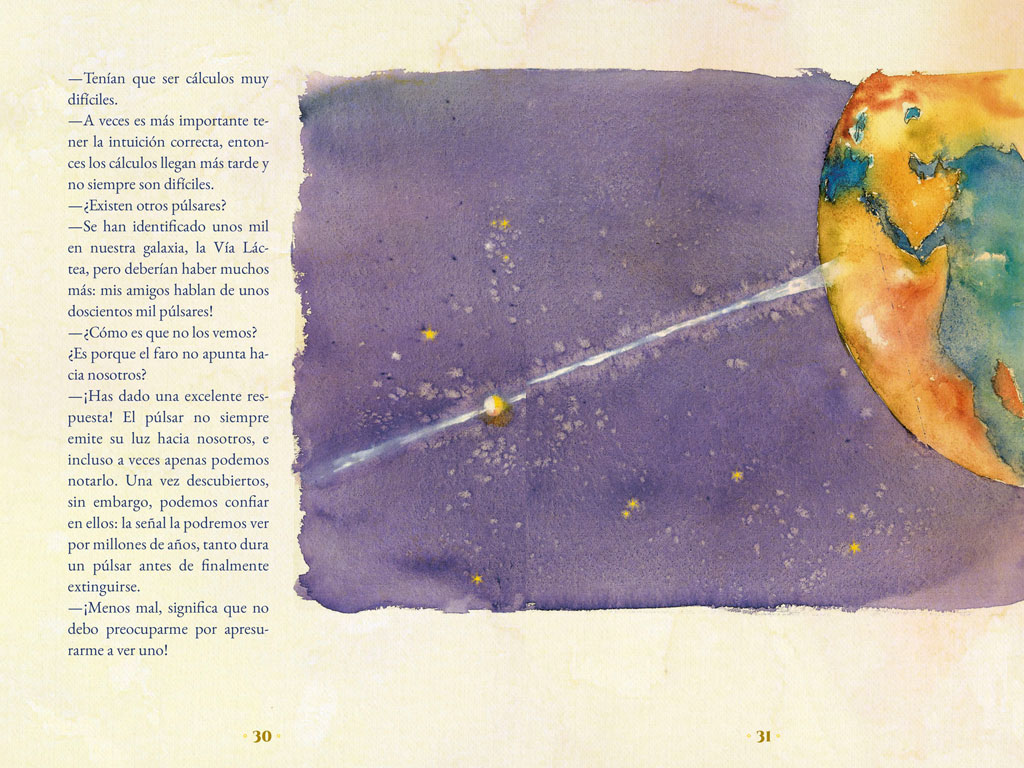 —Tenían que ser cálculos muy
difíciles.
—A veces es más importante te-
ner la intuición correcta, enton-
ces los cálculos llegan más tarde y
no siempre son difíciles.
—¿Existen otros púlsares?
—Se han identificado unos mil
en nuestra galaxia, la Vía Lác-
tea, pero deberían haber muchos
más: mis amigos hablan de unos
doscientos mil púlsares!
—¿Cómo es que no los vemos?
¿Es porque el faro no apunta ha-
cia nosotros?
—¡Has dado una excelente res-
puesta! El púlsar no siempre
emite su luz hacia nosotros, e
incluso a veces apenas podemos
notarlo. Una vez descubiertos,
sin embargo, podemos confiar
en ellos: la señal la podremos ver
por millones de años, tanto dura
un púlsar antes de finalmente
extinguirse.
—¡Menos mal, significa que no
debo preocuparme por apresu-
rarme a ver uno!
30
31